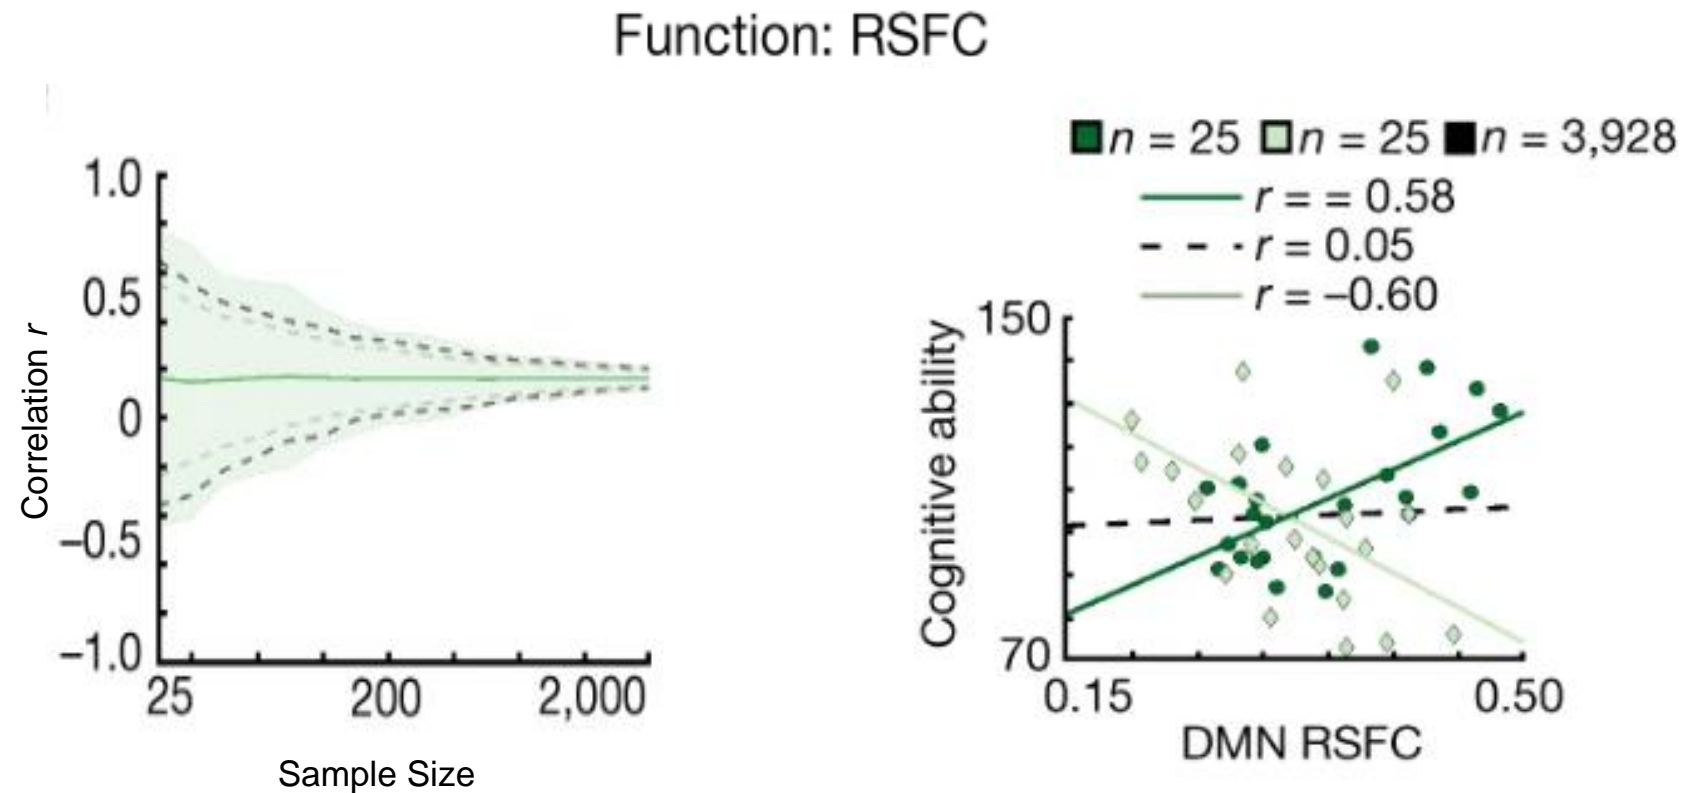 Function: RSFC
1.0
0.5
0
−0.5
−1.0
Correlation r
25 200 2,000
Sample Size
n = 25 n = 25 n = 3,928
r = = 0.58
r = 0.05
r = −0.60
150
70
Cognitive ability
0.15 0.50
DMN RSFC